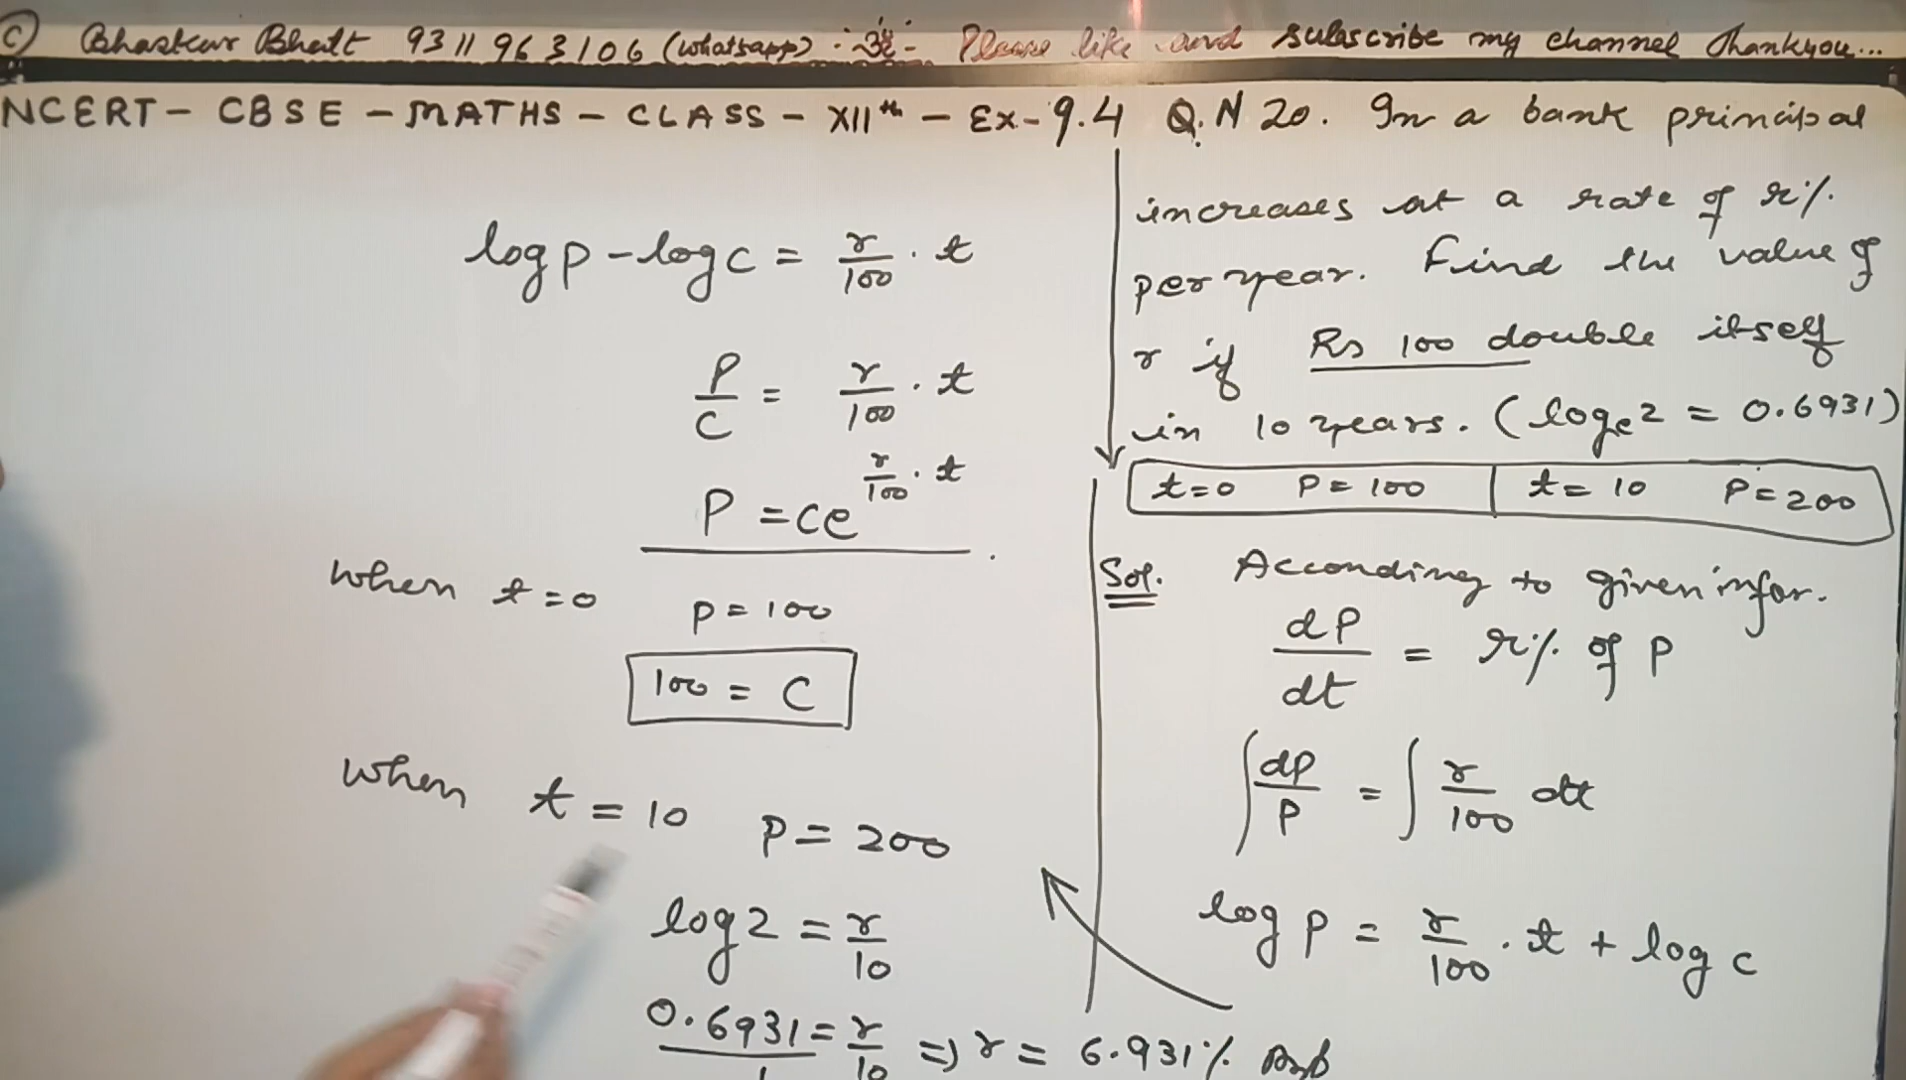 © Bhaskar Bhatt 9311963106 (whatsapp) :- Please like and subscribe my channel Thankyou...
NCERT - CBSE - MATHS - CLASS - XIIth - Ex-9.4 Q.N 20. In a bank principal
increases at a rate of r%
per year. Find the value of
r if Rs 100 double itself
in 10 years. (logₑ2 = 0.6931)
t=0 P = 100 | t = 10 P = 200
Sol. According to given infor.
dP/dt = r% of P
∫ dP/P = ∫ r/100 dt
log P = r/100 . t + log c
log P - log c = r/100 . t
P/C = r/100 . t
P = ce^(r/100 . t)
when t=0 P = 100
100 = C
when t = 10 P = 200
log 2 = r/10
0.6931 = r/10 => r = 6.931% Ans